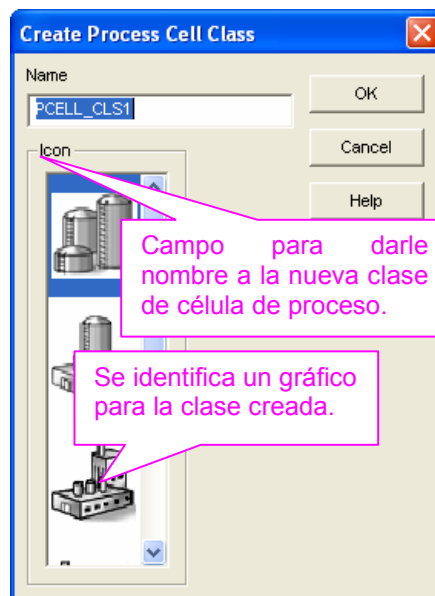 Create Process Cell Class
Name
PCELL_CLS1
OK
Icon
Cancel
Help
Campo para darle
nombre a la nueva clase
de célula de proceso.
Se identifica un gráfico
para la clase creada.